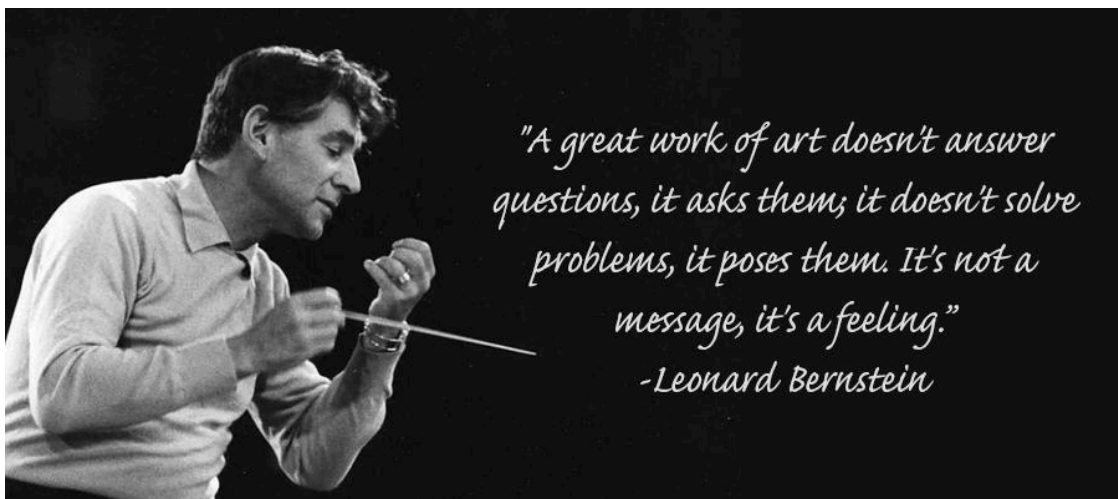 "A great work of art doesn't answer
questions, it asks them; it doesn't solve
problems, it poses them. It's not a
message, it's a feeling."
-Leonard Bernstein